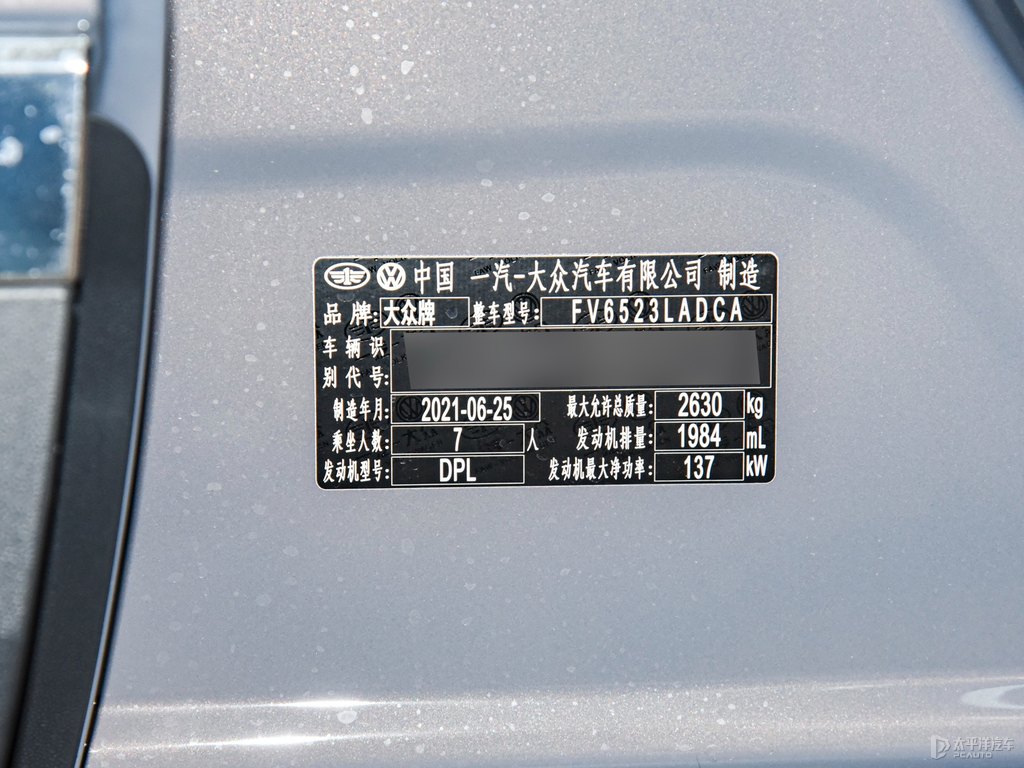 中国 一汽-大众汽车有限公司 制造
品牌: 大众牌 整车型号: FV6523LADCA
车辆识
别代号:
制造年月: 2021-06-25 最大允许总质量: 2630 kg
乘坐人数: 7 人 发动机排量: 1984 mL
发动机型号: DPL 发动机最大净功率: 137 kW
太平洋汽车
PCAUTO